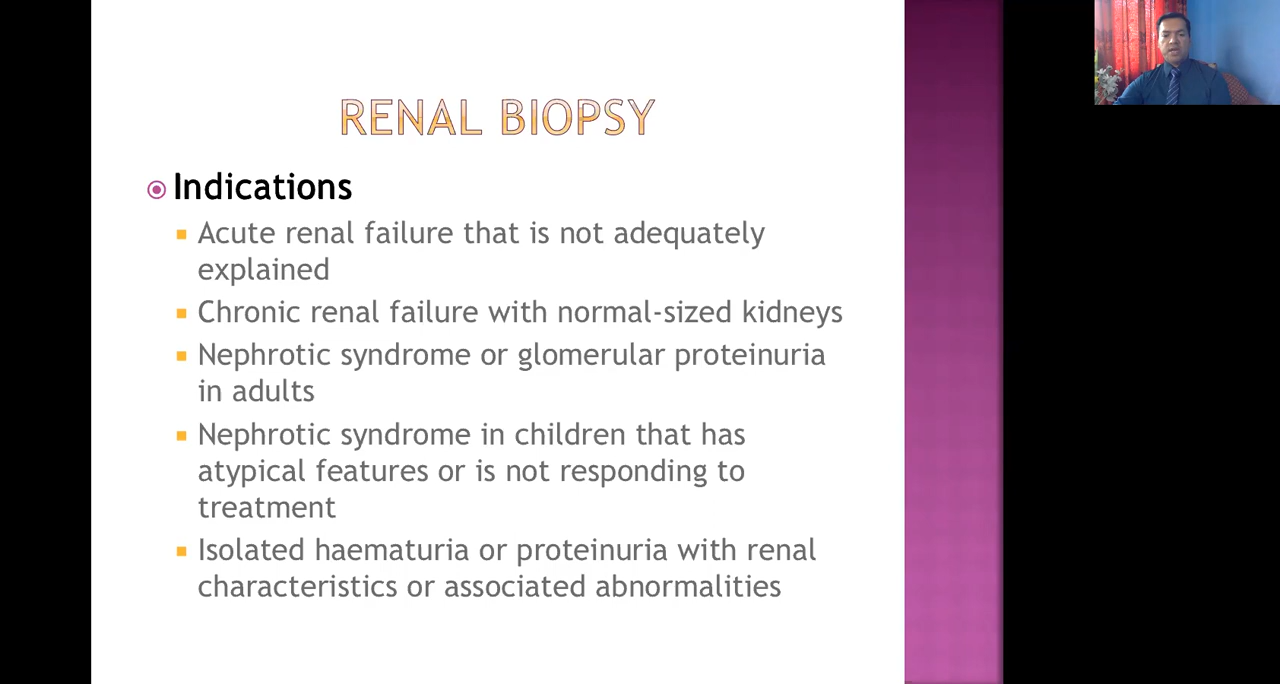 RENAL BIOPSY
Indications
Acute renal failure that is not adequately
explained
Chronic renal failure with normal-sized kidneys
Nephrotic syndrome or glomerular proteinuria
in adults
Nephrotic syndrome in children that has
atypical features or is not responding to
treatment
Isolated haematuria or proteinuria with renal
characteristics or associated abnormalities